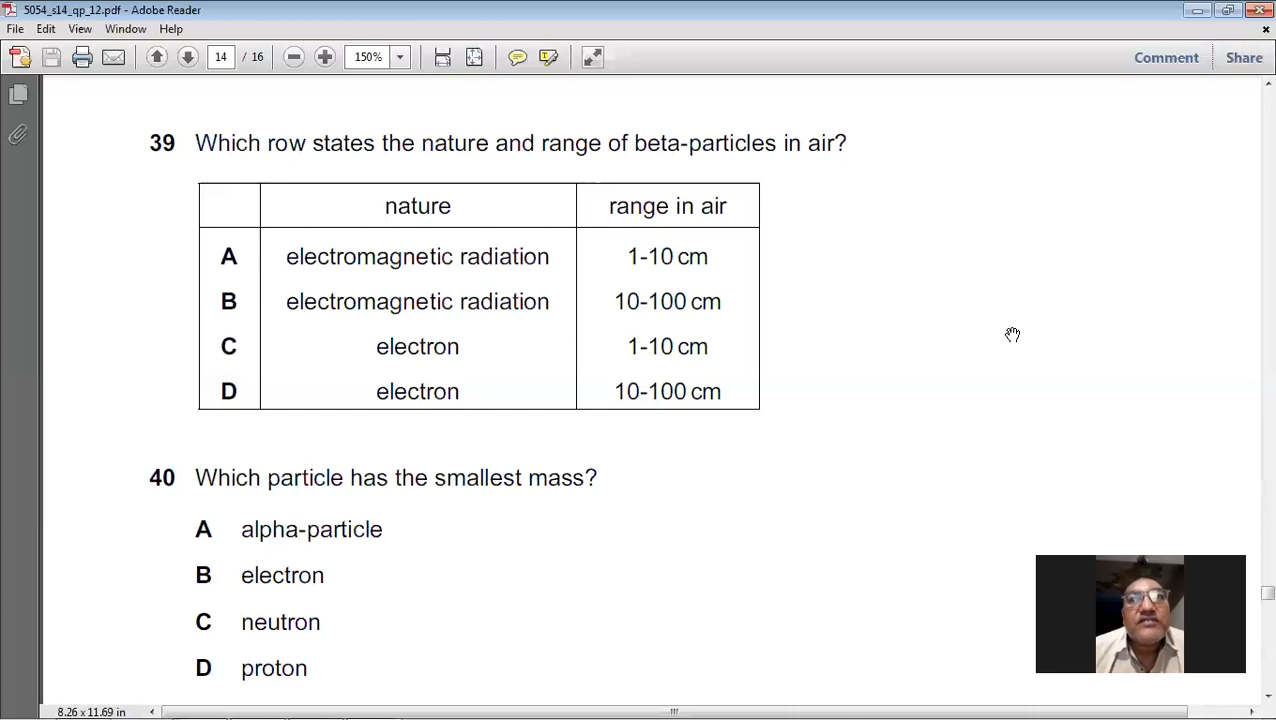 5054_s14_qp_12.pdf - Adobe Reader
File Edit View Window Help
14 / 16 150% Comment Share
39 Which row states the nature and range of beta-particles in air?
nature range in air
A electromagnetic radiation 1-10 cm
B electromagnetic radiation 10-100 cm
C electron 1-10 cm
D electron 10-100 cm
40 Which particle has the smallest mass?
A alpha-particle
B electron
C neutron
D proton
8.26 x 11.69 in